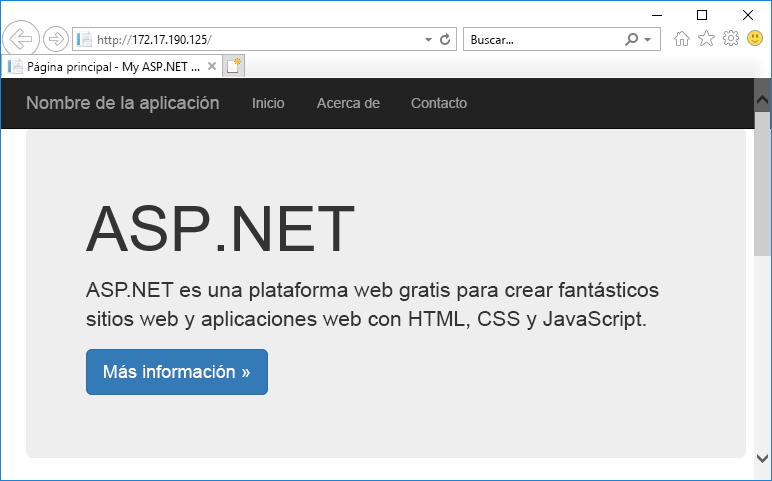 http://172.17.190.125/
Buscar...
Página principal - My ASP.NET ...
Nombre de la aplicación
Inicio
Acerca de
Contacto
ASP.NET
ASP.NET es una plataforma web gratis para crear fantásticos
sitios web y aplicaciones web con HTML, CSS y JavaScript.
Más información »